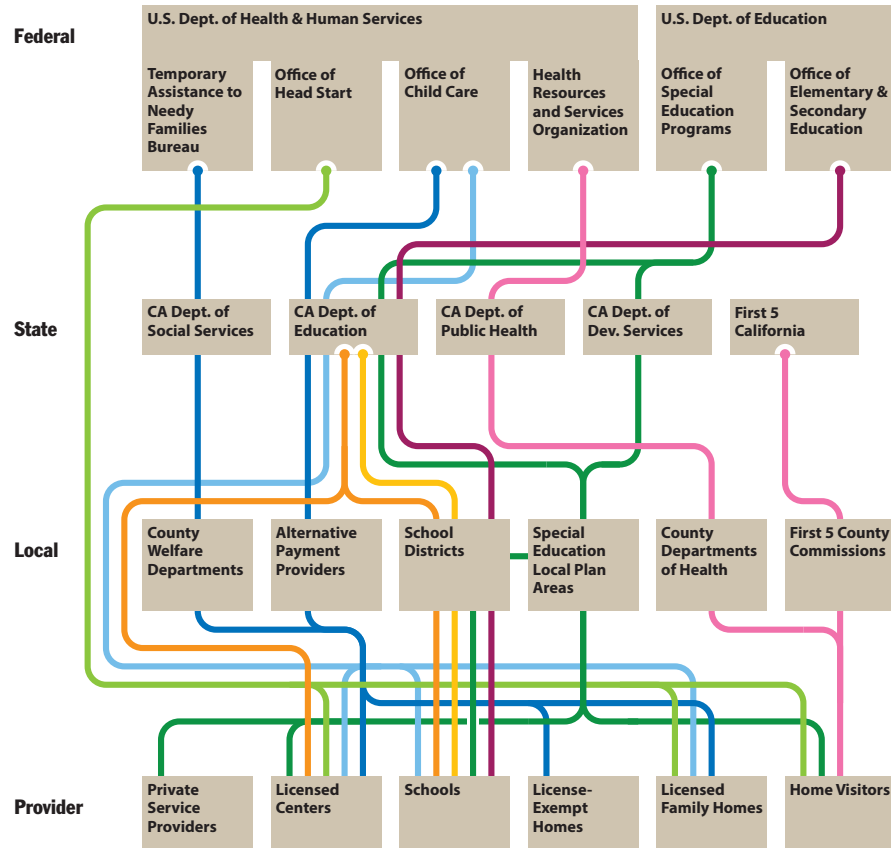 Federal
U.S. Dept. of Health & Human Services
U.S. Dept. of Education
Temporary
Assistance to
Needy
Families
Bureau
Office of
Head Start
Office of
Child Care
Health
Resources
and Services
Organization
Office of
Special
Education
Programs
Office of
Elementary &
Secondary
Education
State
CA Dept. of
Social Services
CA Dept. of
Education
CA Dept. of
Public Health
CA Dept. of
Dev. Services
First 5
California
Local
County
Welfare
Departments
Alternative
Payment
Providers
School
Districts
Special
Education
Local Plan
Areas
County
Departments
of Health
First 5 County
Commissions
Provider
Private
Service
Providers
Licensed
Centers
Schools
License-
Exempt
Homes
Licensed
Family Homes
Home Visitors